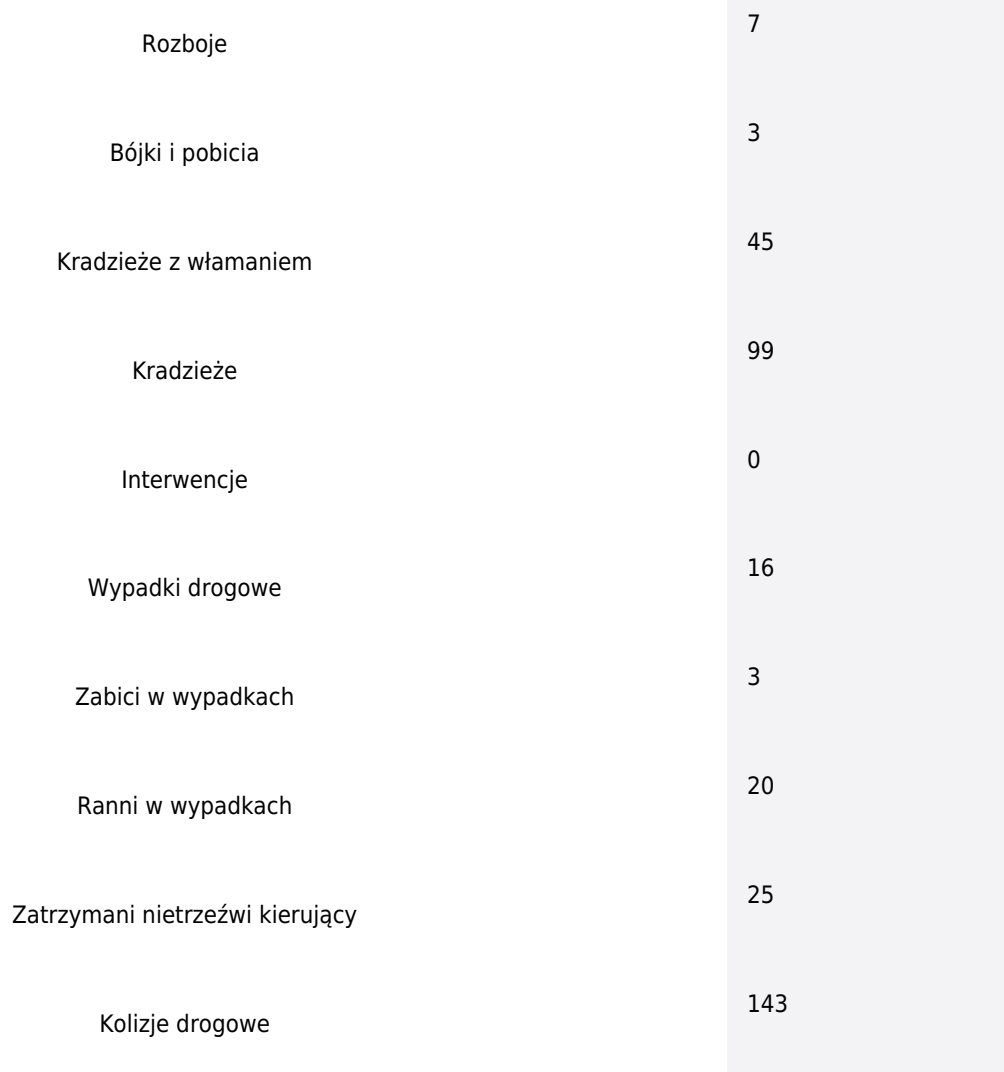 Rozboje 7
Bójki i pobicia 3
Kradzieże z włamaniem 45
Kradzieże 99
Interwencje 0
Wypadki drogowe 16
Zabici w wypadkach 3
Ranni w wypadkach 20
Zatrzymani nietrzeźwi kierujący 25
Kolizje drogowe 143